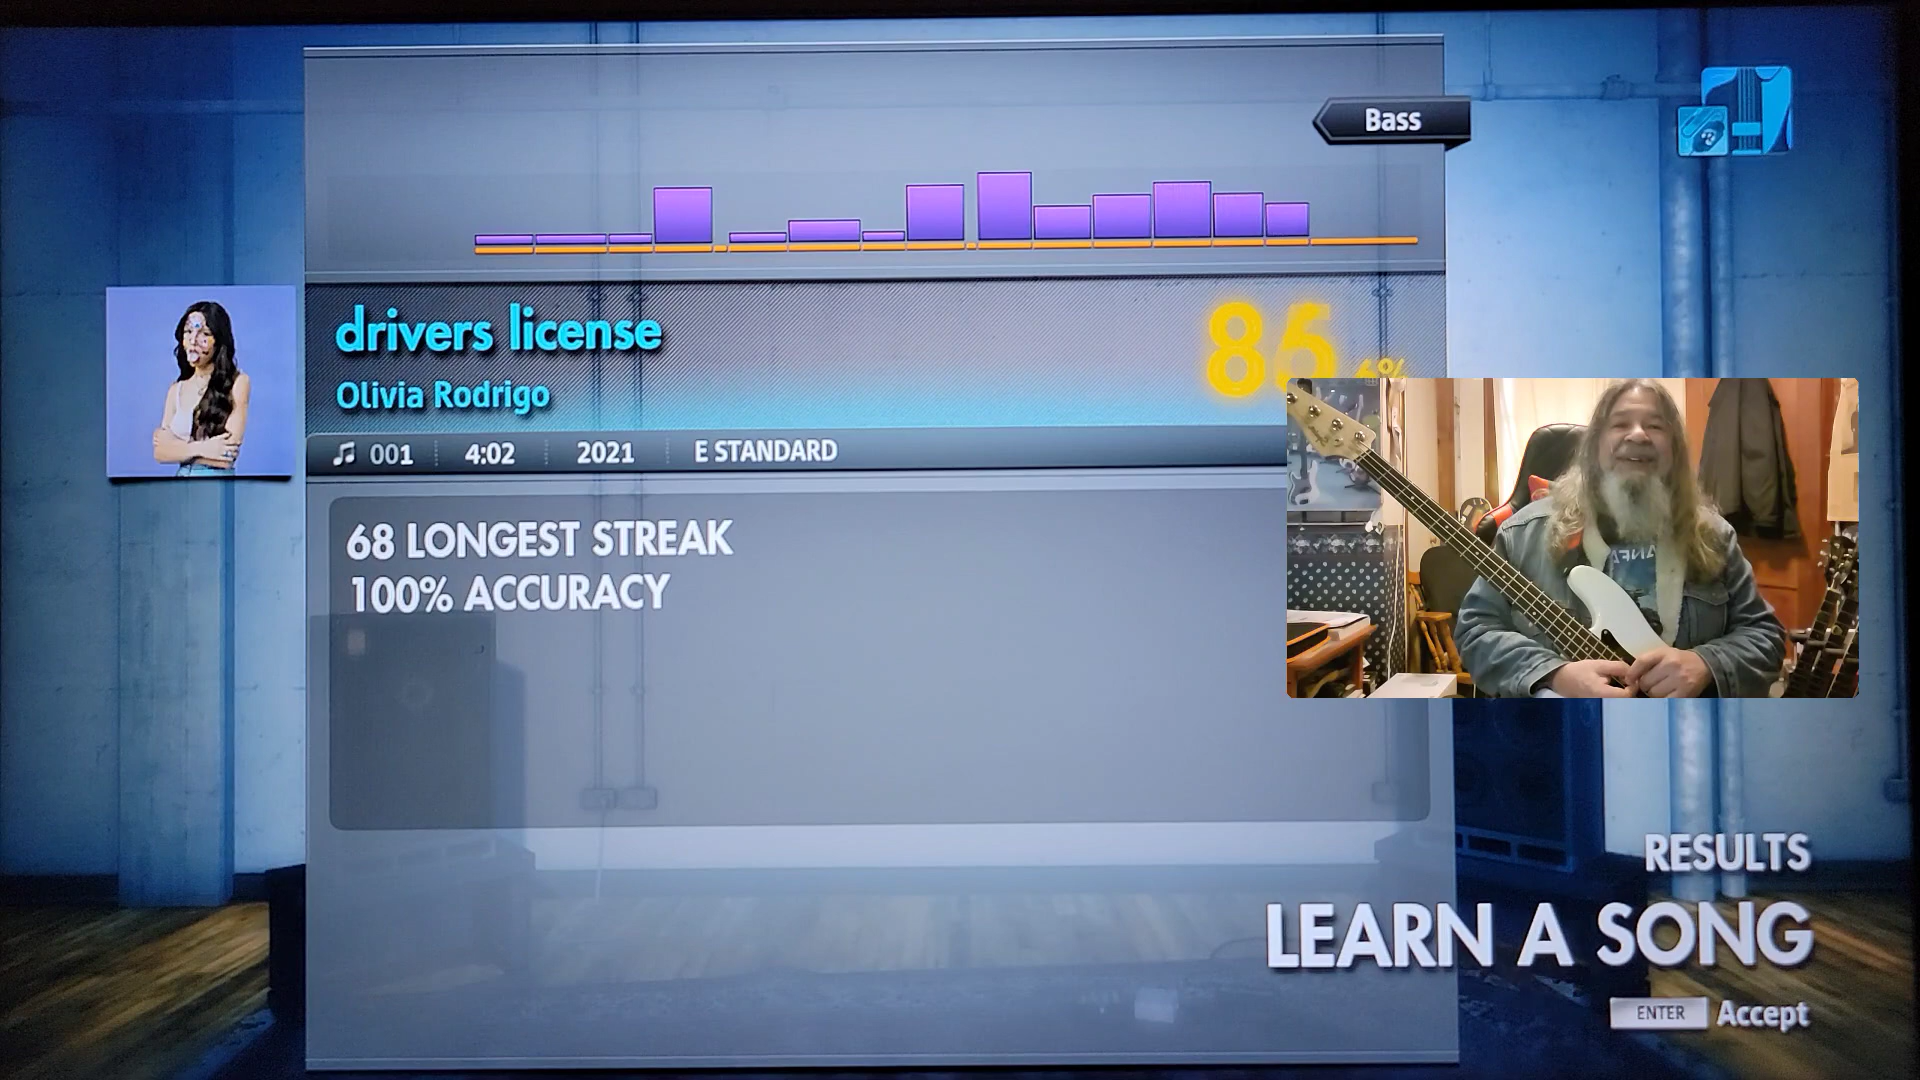 Bass
drivers license
Olivia Rodrigo
001
4:02
2021
E STANDARD
68 LONGEST STREAK
100% ACCURACY
RESULTS
LEARN A SONG
ENTER Accept